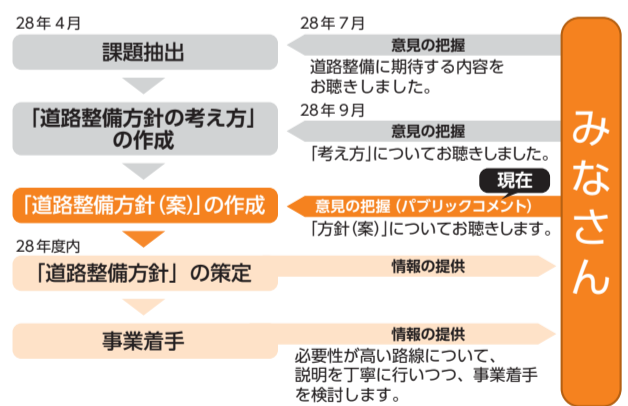 28年4月
課題抽出
28年7月
意見の把握
道路整備に期待する内容を
お聴きしました。
「道路整備方針の考え方」
の作成
28年9月
意見の把握
「考え方」についてお聴きしました。
現在
「道路整備方針(案)」の作成
意見の把握(パブリックコメント)
「方針(案)」についてお聴きします。
28年度内
「道路整備方針」の策定
情報の提供
事業着手
情報の提供
必要性が高い路線について、
説明を丁寧に行いつつ、事業着手
を検討します。
みなさん